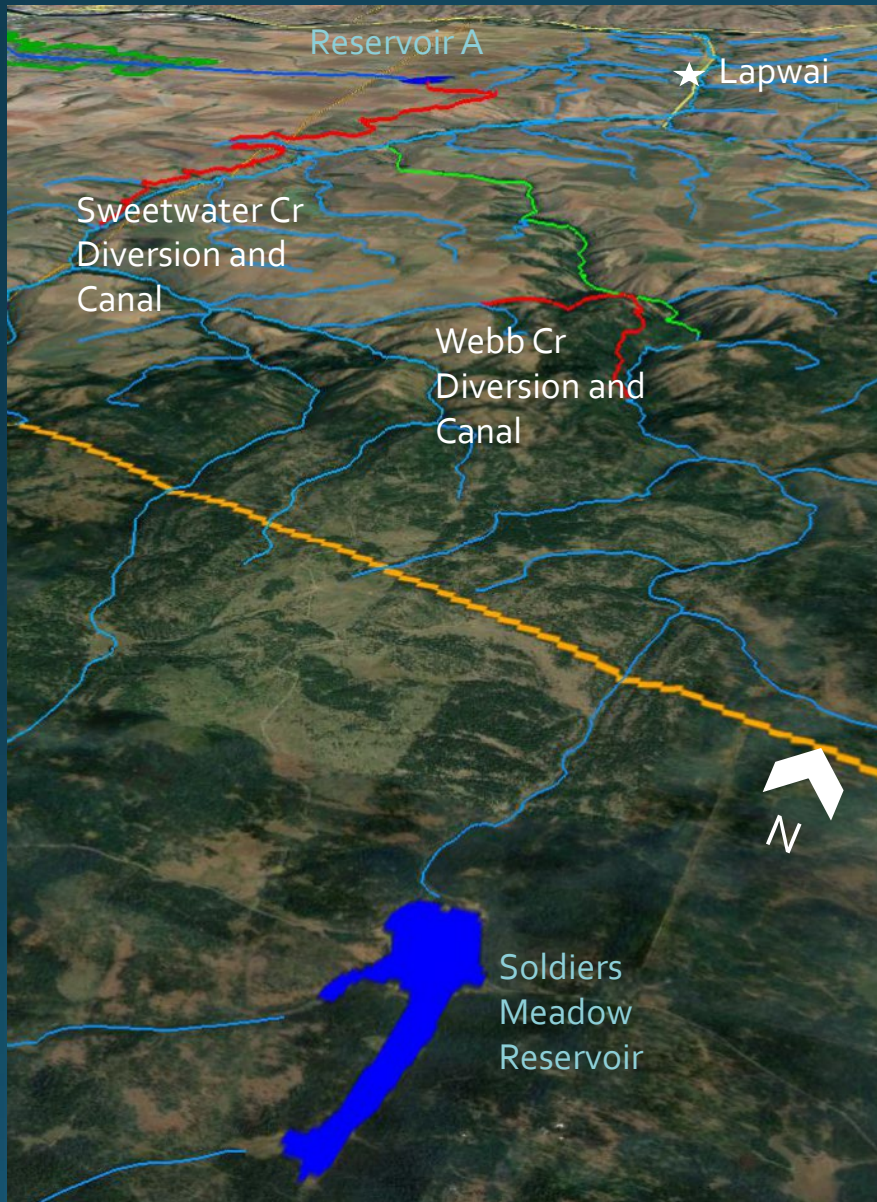 Reservoir A
Lapwai
Sweetwater Cr
Diversion and
Canal
Webb Cr
Diversion and
Canal
N
Soldiers
Meadow
Reservoir